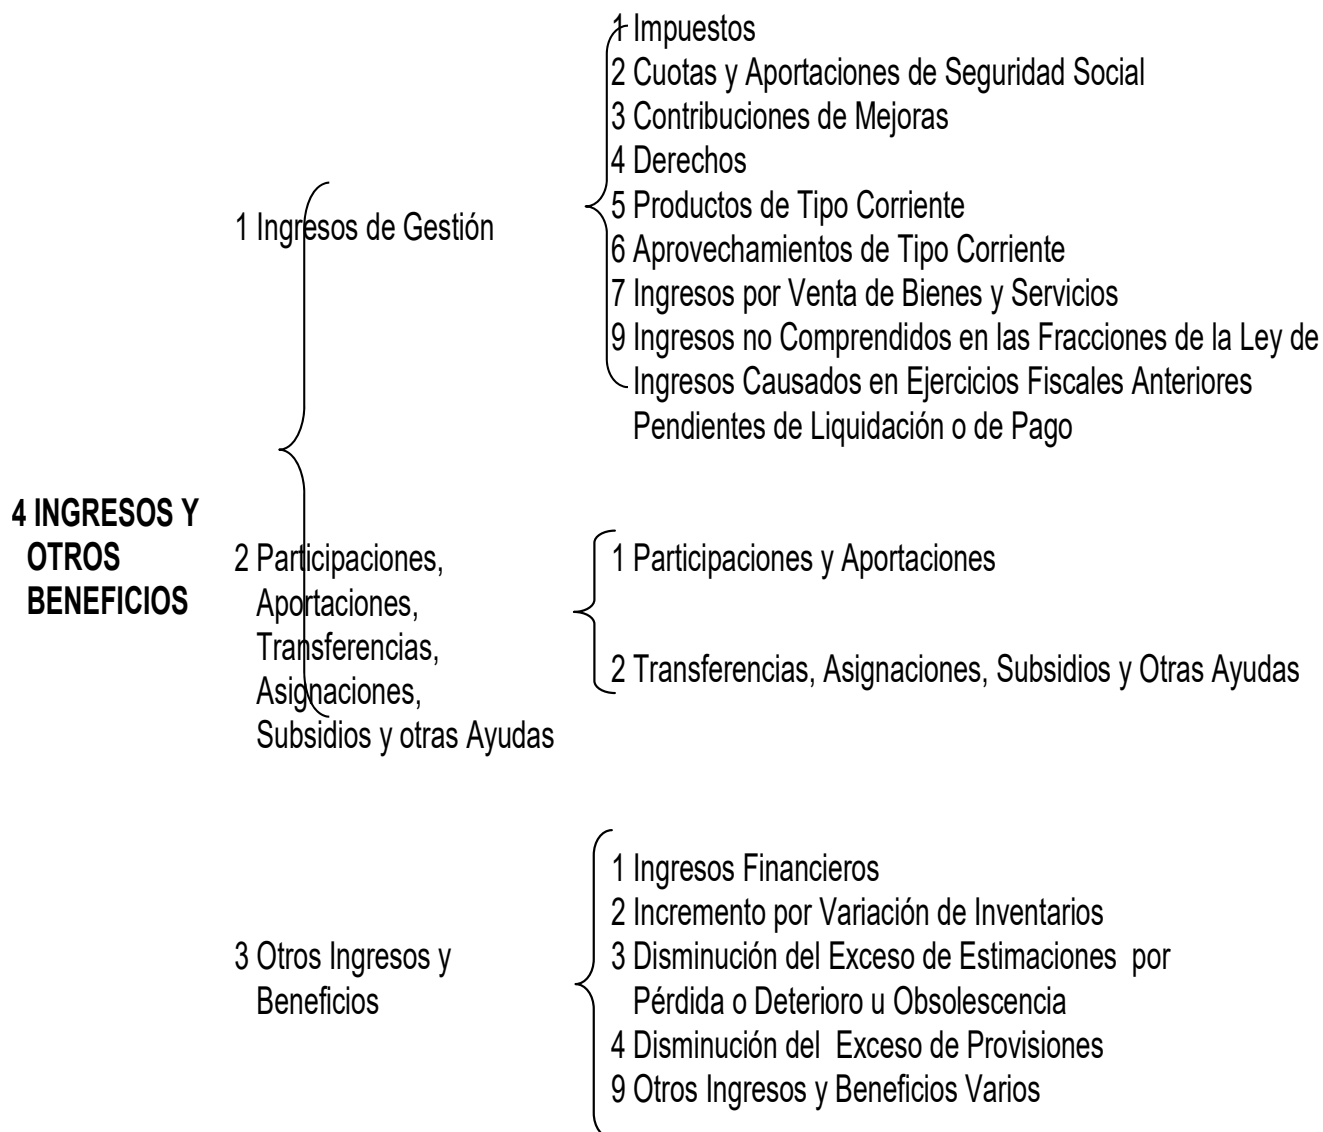 1 Impuestos
2 Cuotas y Aportaciones de Seguridad Social
3 Contribuciones de Mejoras
4 Derechos
1 Ingresos de Gestión
5 Productos de Tipo Corriente
6 Aprovechamientos de Tipo Corriente
7 Ingresos por Venta de Bienes y Servicios
9 Ingresos no Comprendidos en las Fracciones de la Ley de
Ingresos Causados en Ejercicios Fiscales Anteriores
Pendientes de Liquidación o de Pago
4 INGRESOS Y
OTROS
BENEFICIOS
2 Participaciones,
Aportaciones,
Transferencias,
Asignaciones,
Subsidios y otras Ayudas
1 Participaciones y Aportaciones
2 Transferencias, Asignaciones, Subsidios y Otras Ayudas
3 Otros Ingresos y
Beneficios
1 Ingresos Financieros
2 Incremento por Variación de Inventarios
3 Disminución del Exceso de Estimaciones por
Pérdida o Deterioro u Obsolescencia
4 Disminución del Exceso de Provisiones
9 Otros Ingresos y Beneficios Varios